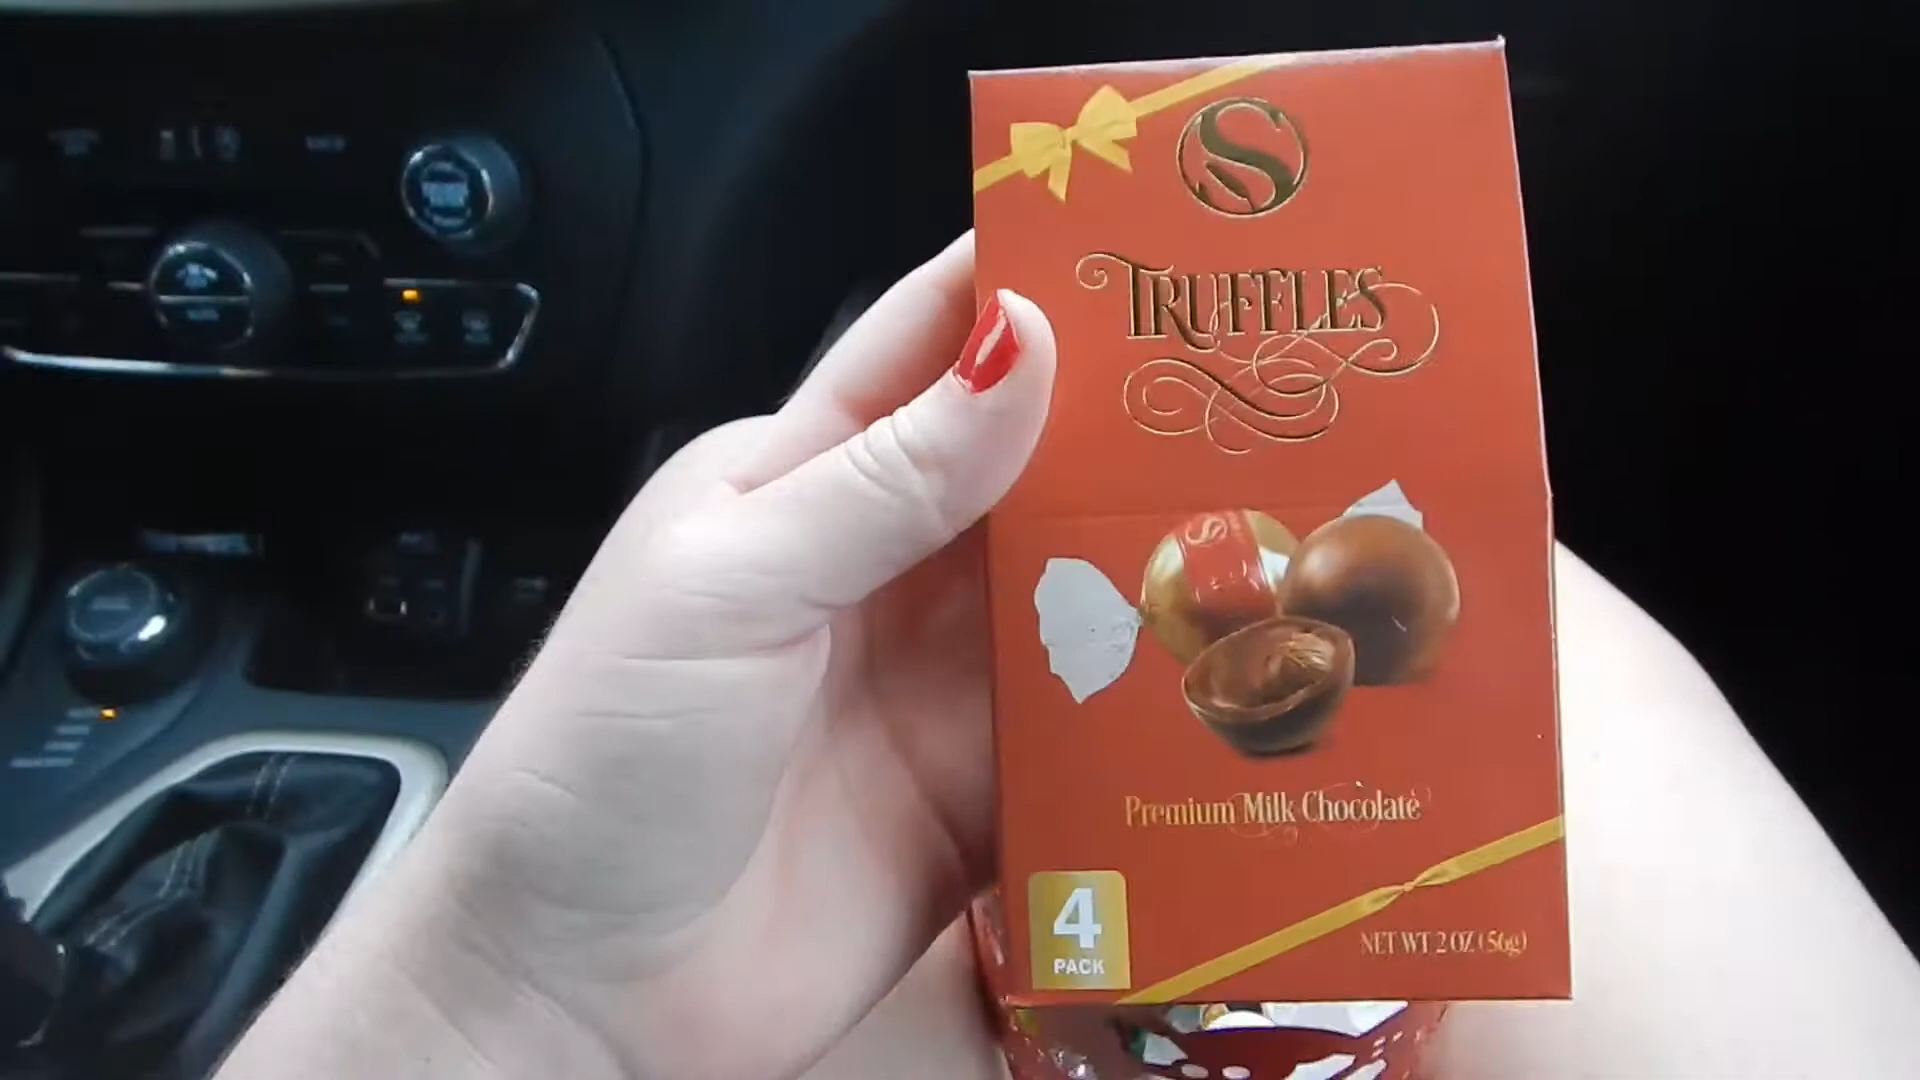 S
TRUFFLES
S
Premium Milk Chocolate
4
PACK
NET WT 2 OZ (56g)